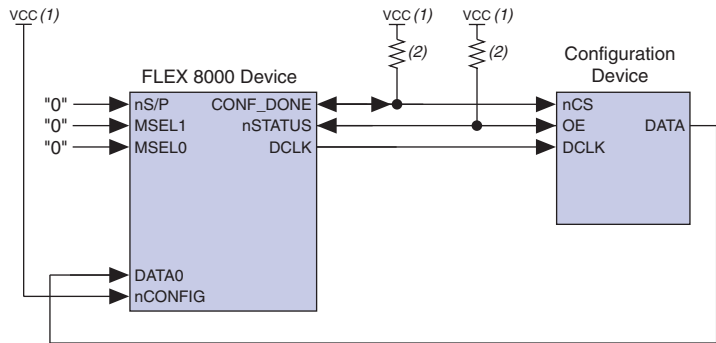 VCC (1)
VCC (1)
VCC (1)
(2)
(2)
FLEX 8000 Device
Configuration
Device
"0"
nS/P
CONF_DONE
nCS
"0"
MSEL1
nSTATUS
OE
DATA
"0"
MSEL0
DCLK
DCLK
DATA0
nCONFIG